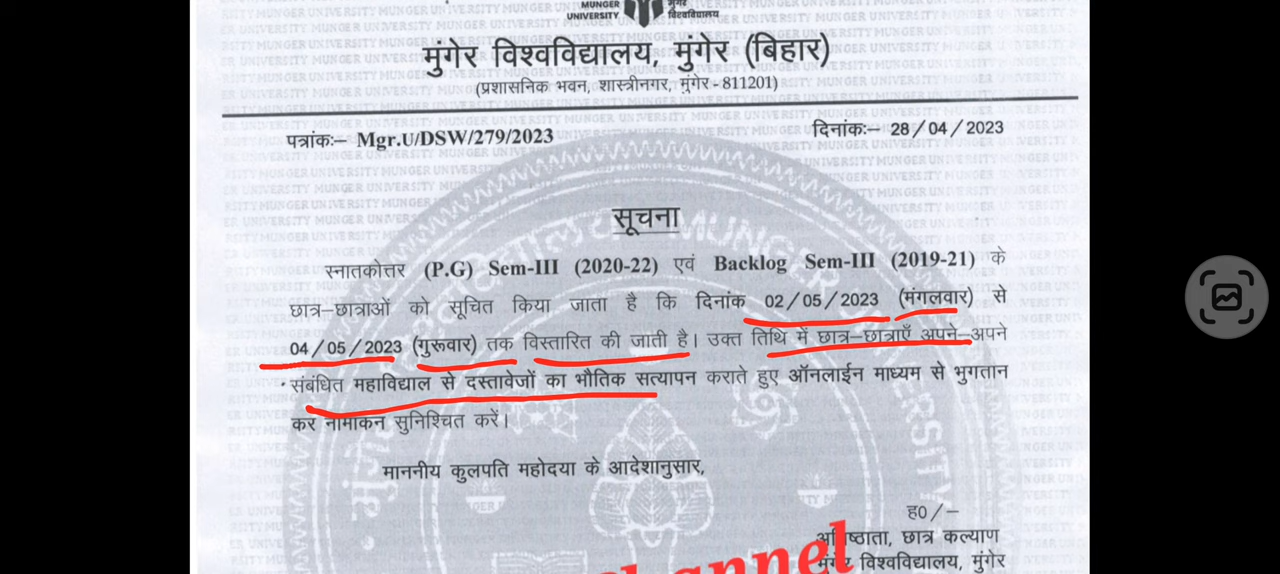 MUNGER मुंगेर
UNIVERSITY विश्वविद्यालय
मुंगेर विश्वविद्यालय, मुंगेर (बिहार)
(प्रशासनिक भवन, शास्त्रीनगर, मुंगेर - 811201)
पत्रांकः– Mgr.U/DSW/279/2023 दिनांकः– 28/04/2023
सूचना
स्नातकोत्तर (P.G) Sem-III (2020-22) एवं Backlog Sem-III (2019-21) के
छात्र–छात्राओं को सूचित किया जाता है कि दिनांक 02/05/2023 (मंगलवार) से
04/05/2023 (गुरूवार) तक विस्तारित की जाती है। उक्त तिथि में छात्र–छात्राएँ अपने–अपने
संबंधित महाविद्याल से दस्तावेजों का भौतिक सत्यापन कराते हुए ऑनलाईन माध्यम से भुगतान
कर नामांकन सुनिश्चित करें।
माननीय कुलपति महोदया के आदेशानुसार,
ह0/–
छात्र कल्याण
विश्वविद्यालय, मुंगेर